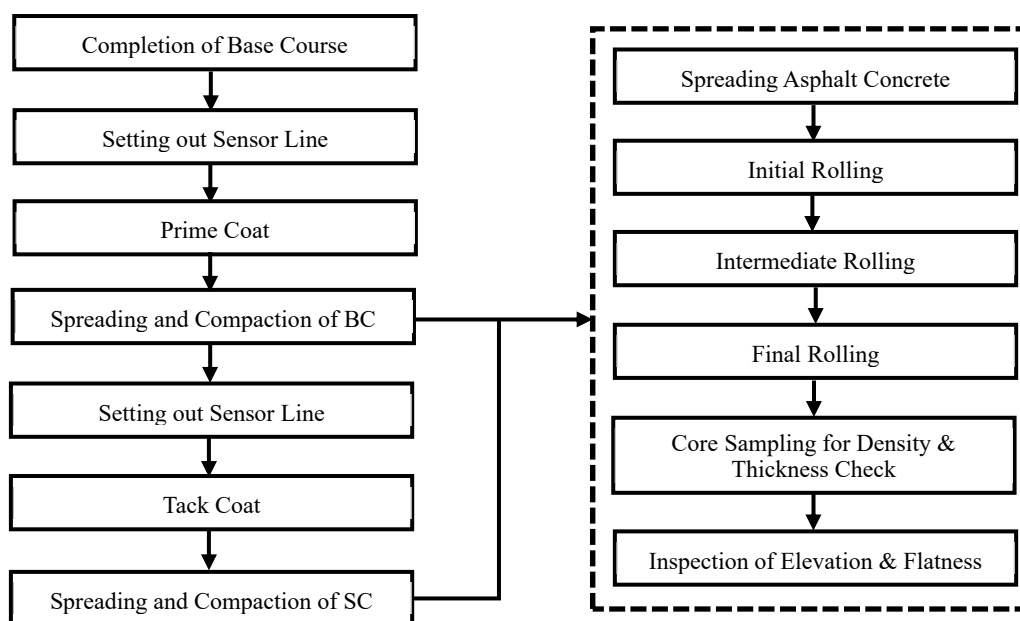 Completion of Base Course
Setting out Sensor Line
Prime Coat
Spreading and Compaction of BC
Setting out Sensor Line
Tack Coat
Spreading and Compaction of SC
Spreading Asphalt Concrete
Initial Rolling
Intermediate Rolling
Final Rolling
Core Sampling for Density &
Thickness Check
Inspection of Elevation & Flatness